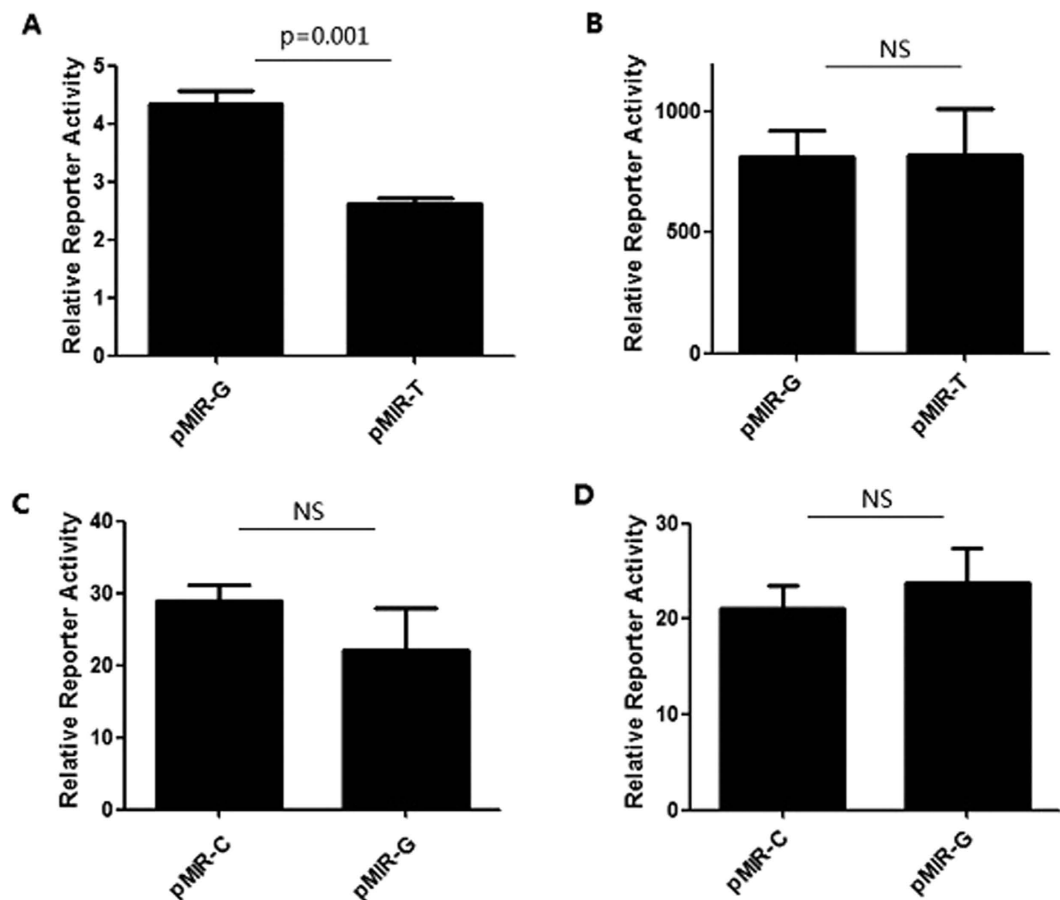 A
p=0.001
Relative Reporter Activity
5
4
3
2
1
0
pMIR-G
pMIR-T
B
NS
Relative Reporter Activity
1000
500
0
pMIR-G
pMIR-T
C
NS
Relative Reporter Activity
40
30
20
10
0
pMIR-C
pMIR-G
D
NS
Relative Reporter Activity
30
20
10
0
pMIR-C
pMIR-G